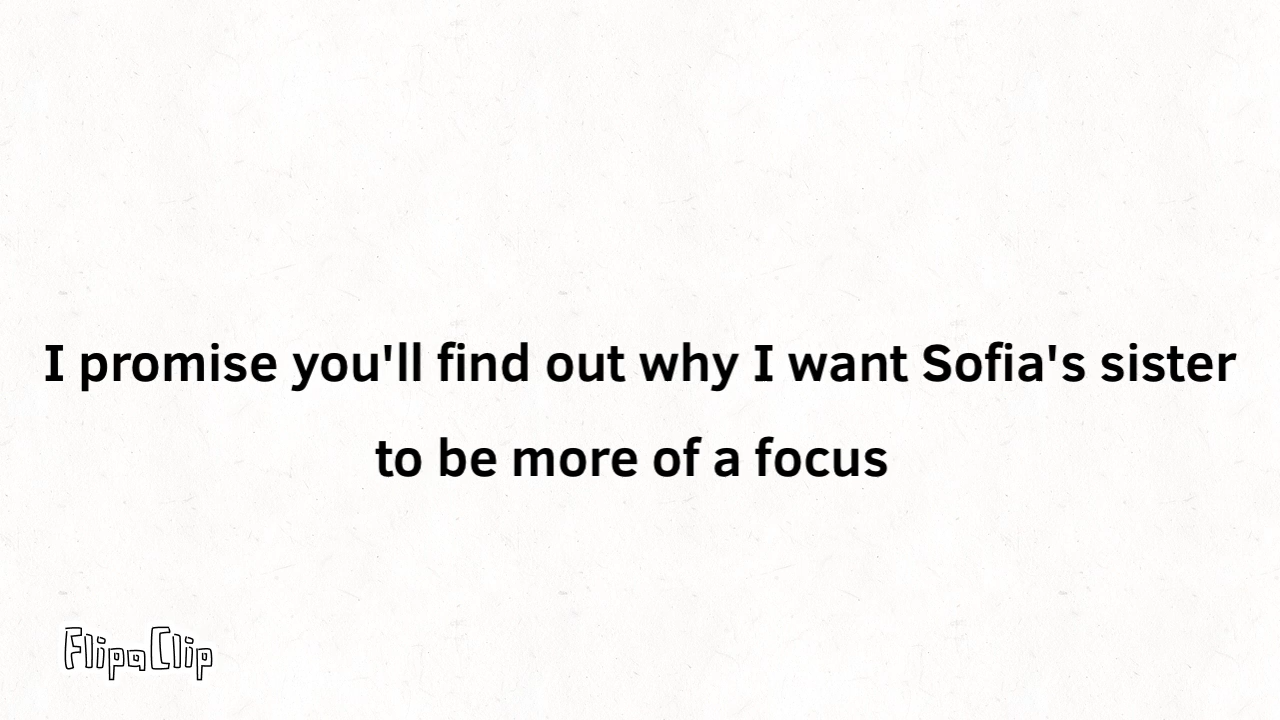 I promise you'll find out why I want Sofia's sister
to be more of a focus
FlipaClip